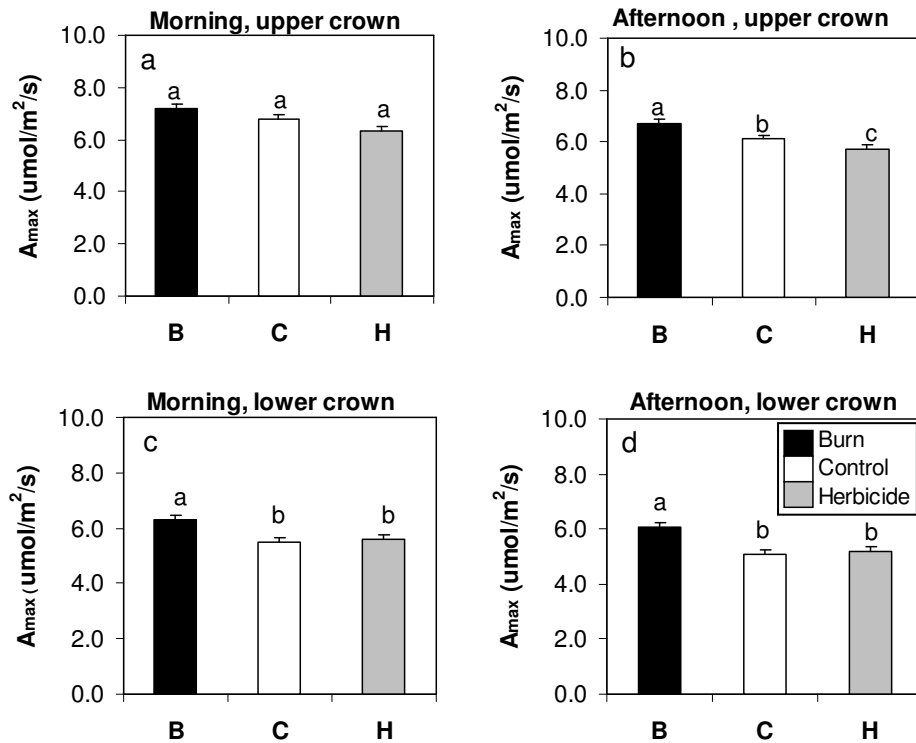 Morning, upper crown
a
Amax (umol/m²/s)
10.0
8.0
6.0
4.0
2.0
0.0
a a a
B C H
Afternoon , upper crown
b
Amax (umol/m²/s)
10.0
8.0
6.0
4.0
2.0
0.0
a b c
B C H
Morning, lower crown
c
Amax (umol/m²/s)
10.0
8.0
6.0
4.0
2.0
0.0
a b b
B C H
Afternoon, lower crown
d
Amax (umol/m²/s)
10.0
8.0
6.0
4.0
2.0
0.0
a b b
B C H
Burn
Control
Herbicide